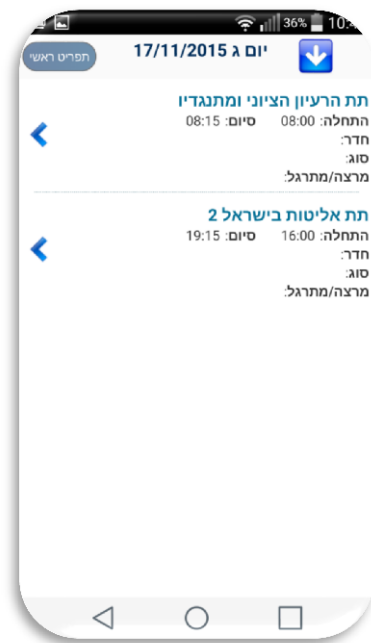 36%
יום ג 17/11/2015
תפריט ראשי
תת הרעיון הציוני ומתנגדיו
התחלה: 08:00 סיום: 08:15
חדר:
סוג:
מרצה/מתרגל:
תת אליטות בישראל 2
התחלה: 16:00 סיום: 19:15
חדר:
סוג:
מרצה/מתרגל: